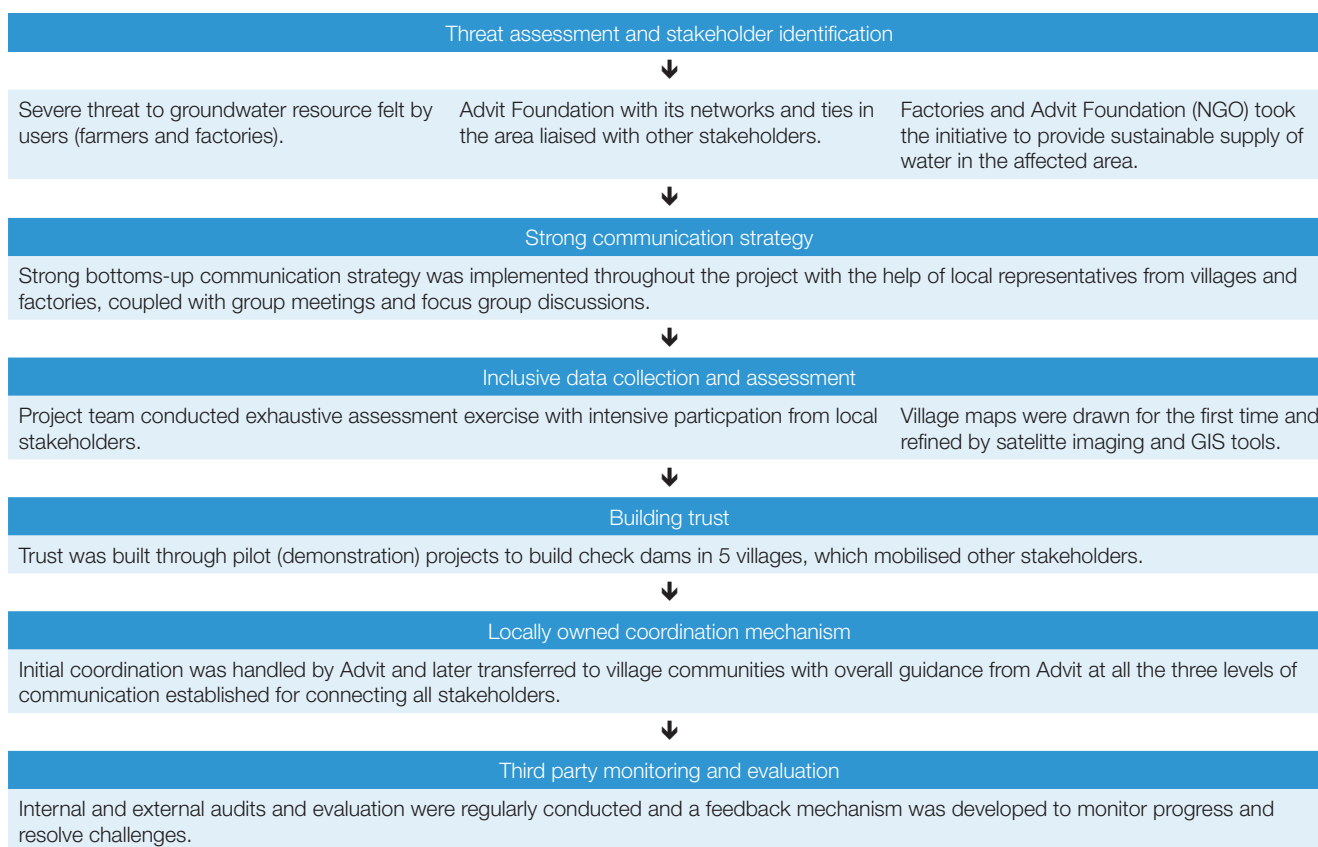 Threat assessment and stakeholder identification
Severe threat to groundwater resource felt by
users (farmers and factories).
Advit Foundation with its networks and ties in
the area liaised with other stakeholders.
Factories and Advit Foundation (NGO) took
the initiative to provide sustainable supply of
water in the affected area.
Strong communication strategy
Strong bottoms-up communication strategy was implemented throughout the project with the help of local representatives from villages and
factories, coupled with group meetings and focus group discussions.
Inclusive data collection and assessment
Project team conducted exhaustive assessment exercise with intensive particpation from local
stakeholders.
Village maps were drawn for the first time and
refined by satelitte imaging and GIS tools.
Building trust
Trust was built through pilot (demonstration) projects to build check dams in 5 villages, which mobilised other stakeholders.
Locally owned coordination mechanism
Initial coordination was handled by Advit and later transferred to village communities with overall guidance from Advit at all the three levels of
communication established for connecting all stakeholders.
Third party monitoring and evaluation
Internal and external audits and evaluation were regularly conducted and a feedback mechanism was developed to monitor progress and
resolve challenges.